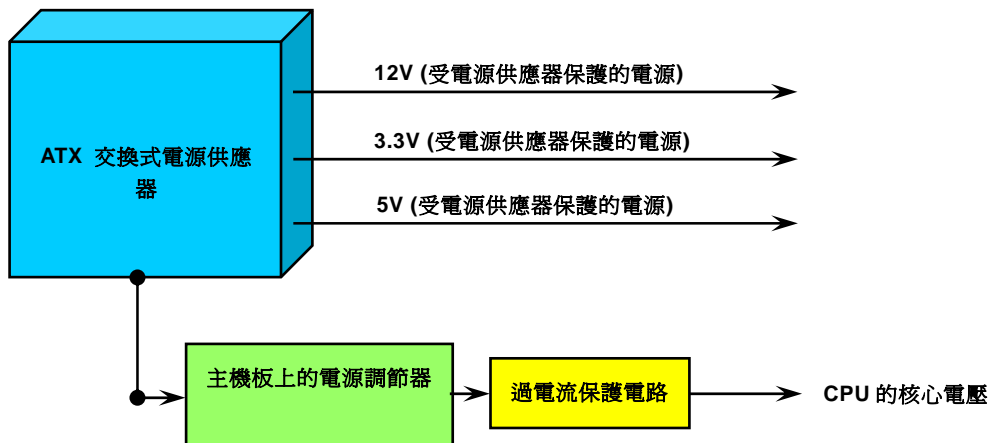 12V (受電源供應器保護的電源)
ATX 交換式電源供應
器
3.3V (受電源供應器保護的電源)
5V (受電源供應器保護的電源)
主機板上的電源調節器
過電流保護電路
CPU 的核心電壓